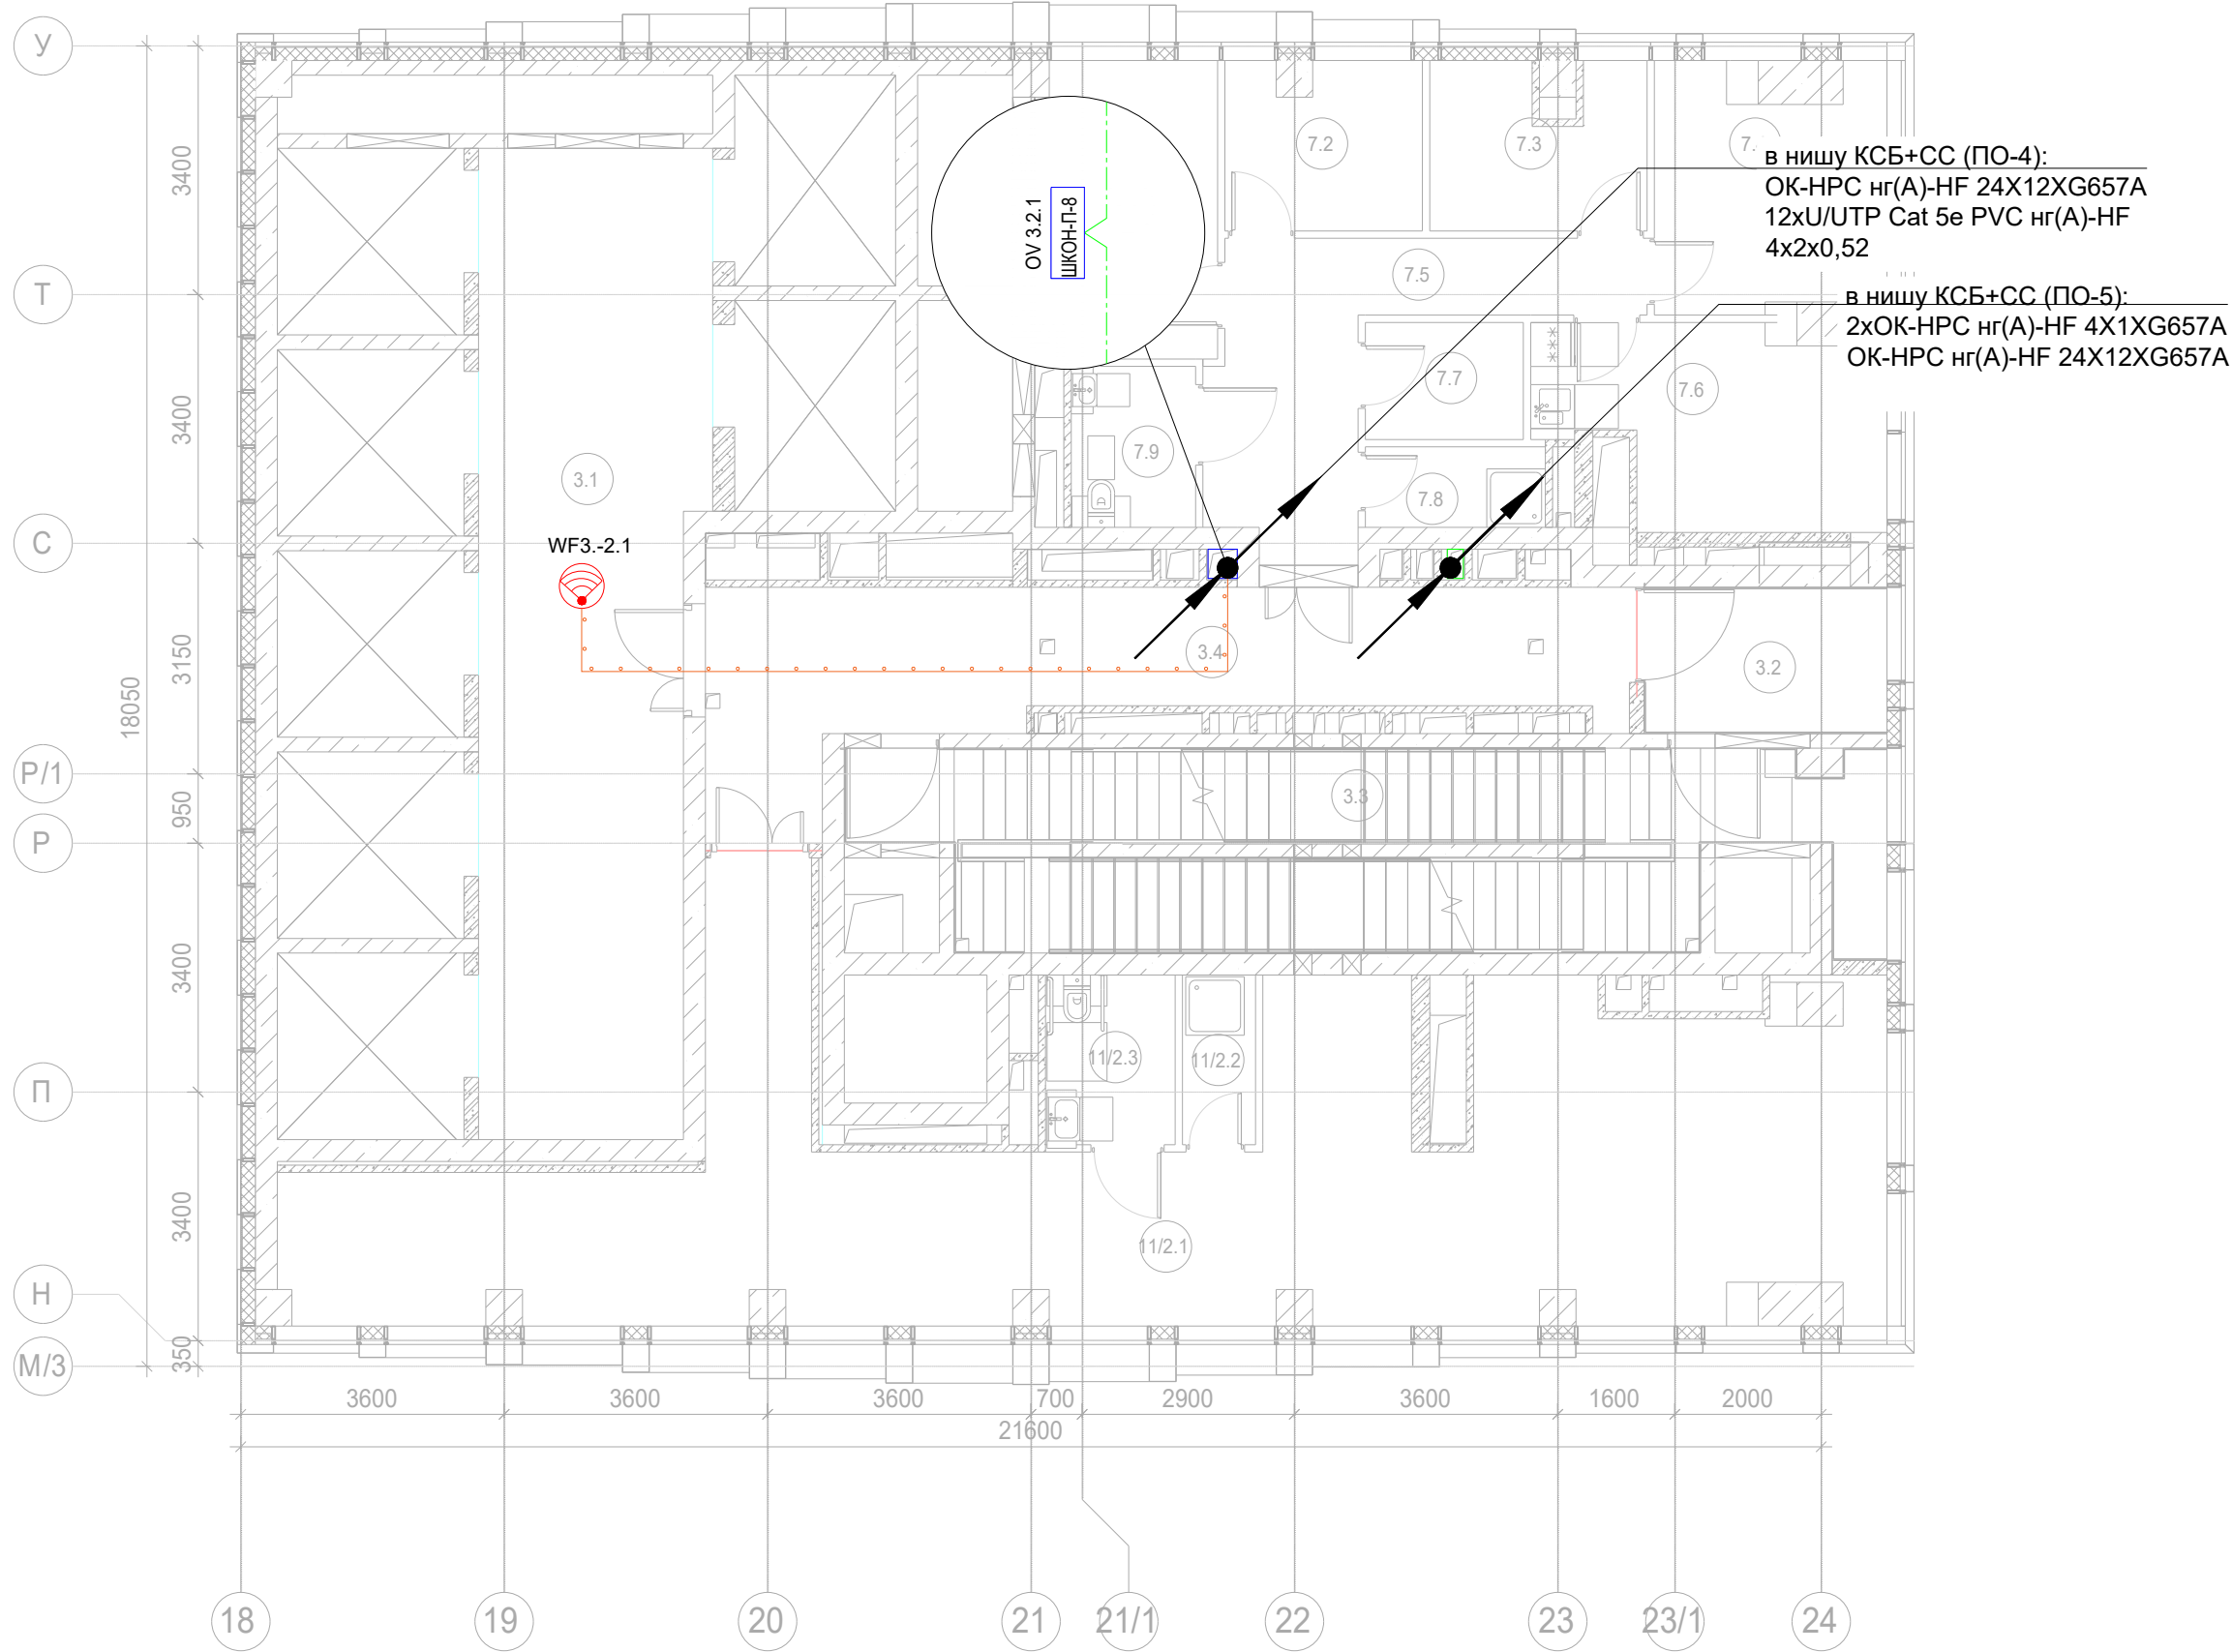 У
7.2
7.3
7.
в нишу КСБ+СС (ПО-4):
ОК-НРС нг(А)-HF 24X12XG657A
12xU/UTP Cat 5e PVC нг(А)-HF
4x2x0,52
3400
OV 3.2.1
ШКОН-П-8
Т
7.5
в нишу КСБ+СС (ПО-5):
2хОК-НРС нг(А)-HF 4X1XG657A
ОК-НРС нг(А)-HF 24X12XG657A
7.7
7.6
3400
7.9
3.1
7.8
С
WF3.-2.1
3150
3.4
3.2
18050
Р/1
950
3.3
Р
3400
11/2.3
11/2.2
П
3400
11/2.1
Н
350
М/3
3600
3600
3600
700
2900
3600
1600
2000
21600
18
19
20
21
21/1
22
23
23/1
24